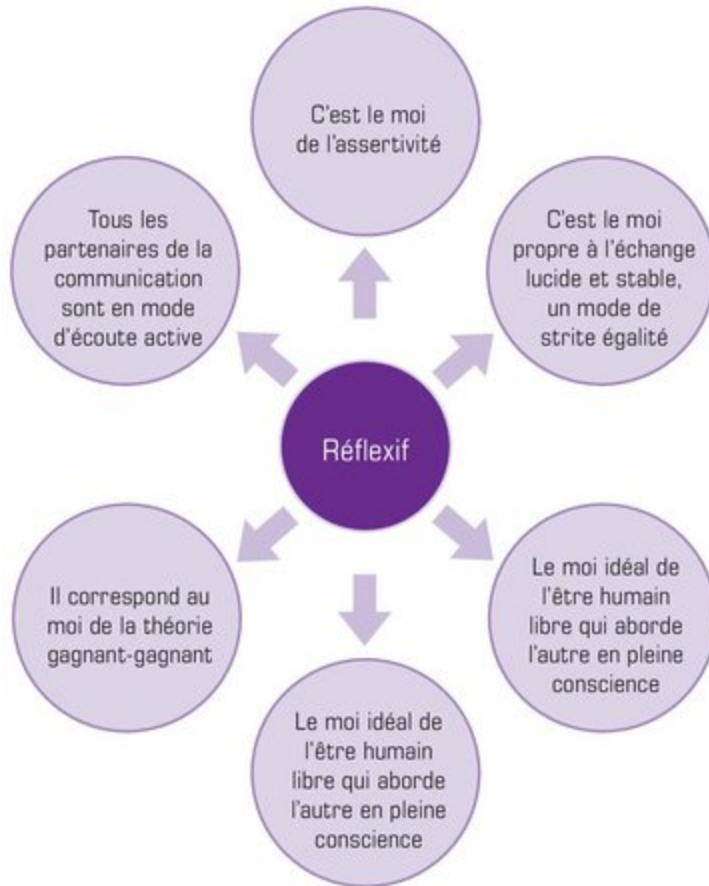 C'est le moi
de l'assertivité
Tous les
partenaires de la
communication
sont en mode
d'écoute active
C'est le moi
propre à l'échange
lucide et stable,
un mode de
strite égalité
Réflexif
Il correspond au
moi de la théorie
gagnant-gagnant
Le moi idéal de
l'être humain
libre qui aborde
l'autre en pleine
conscience
Le moi idéal de
l'être humain
libre qui aborde
l'autre en pleine
conscience